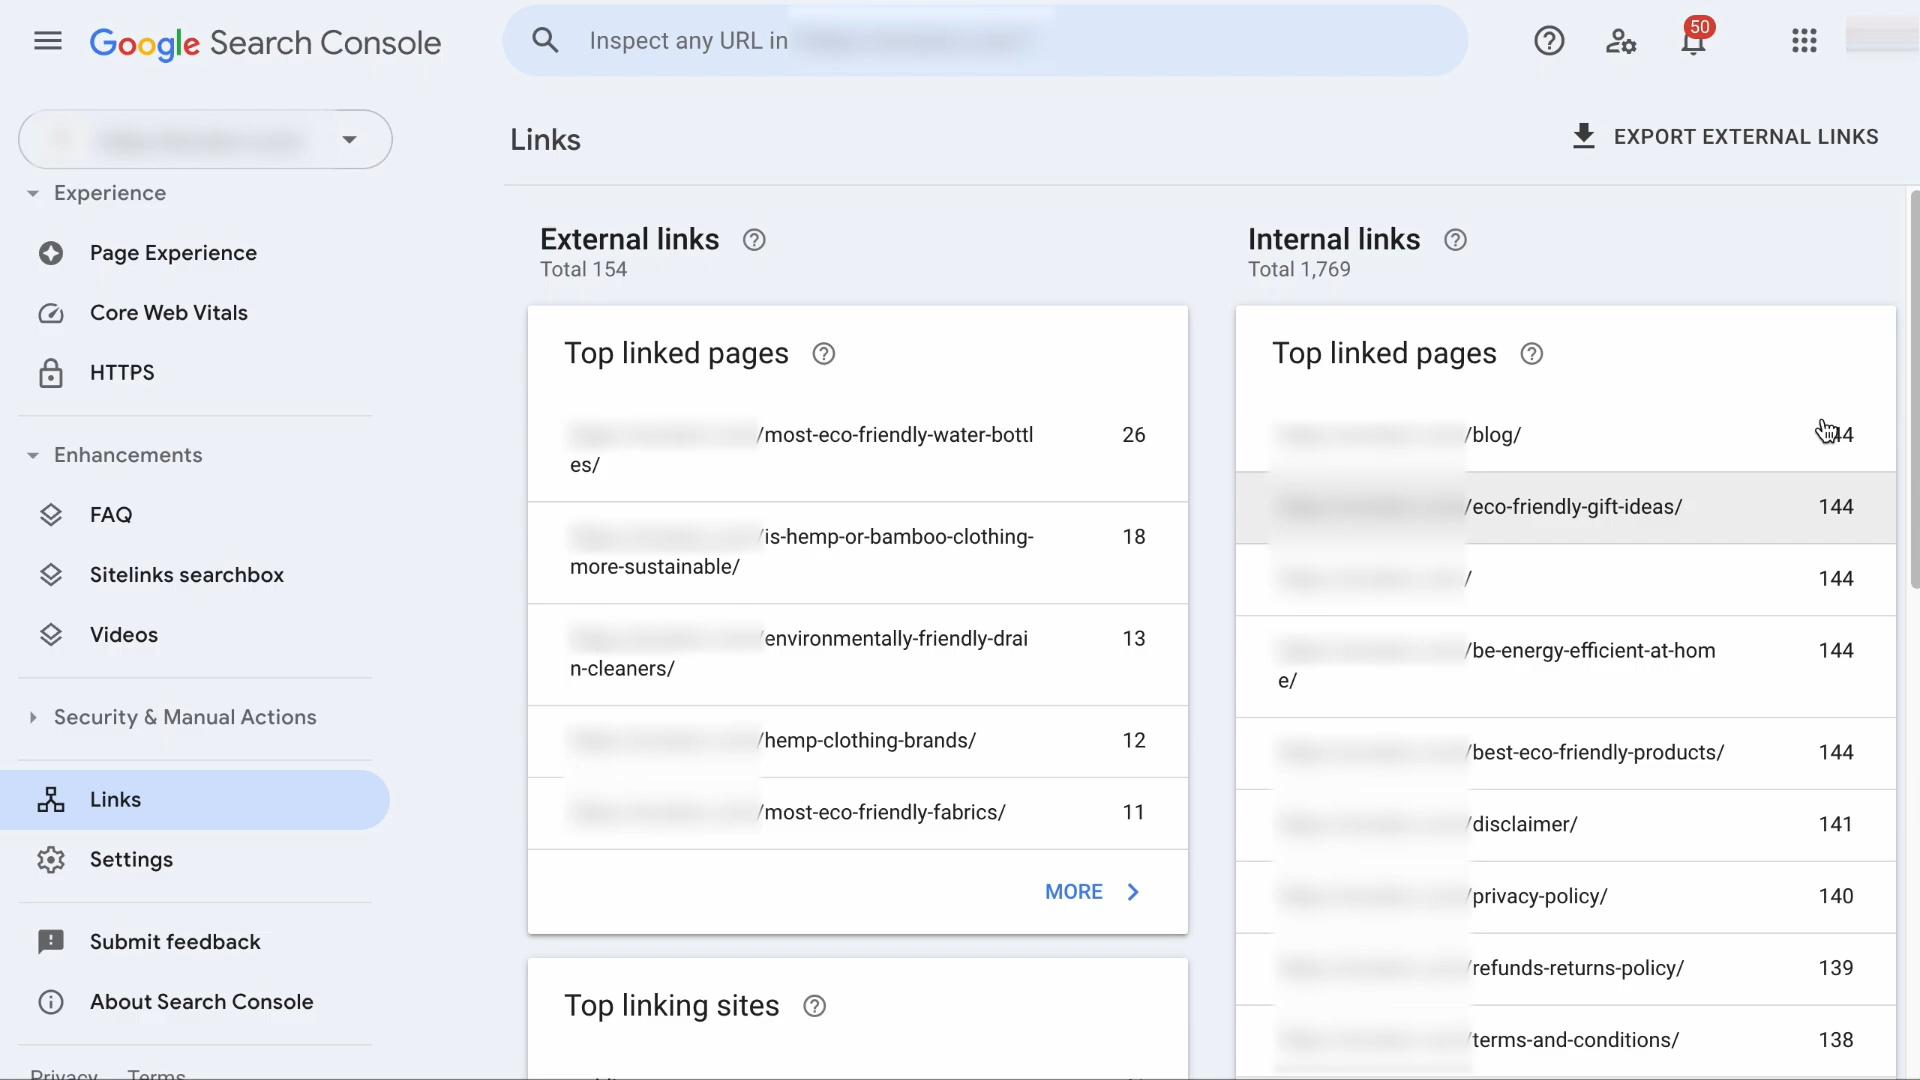 Google Search Console
Inspect any URL in
50
Experience
Page Experience
Core Web Vitals
HTTPS
Enhancements
FAQ
Sitelinks searchbox
Videos
Security & Manual Actions
Links
Settings
Submit feedback
About Search Console
Privacy Terms
Links
EXPORT EXTERNAL LINKS
External links
Total 154
Top linked pages
/most-eco-friendly-water-bottl 26
es/
/is-hemp-or-bamboo-clothing- 18
more-sustainable/
/environmentally-friendly-drai 13
n-cleaners/
/hemp-clothing-brands/ 12
/most-eco-friendly-fabrics/ 11
MORE
Top linking sites
Internal links
Total 1,769
Top linked pages
/blog/
/eco-friendly-gift-ideas/ 144
/ 144
/be-energy-efficient-at-hom 144
e/
/best-eco-friendly-products/ 144
/disclaimer/ 141
/privacy-policy/ 140
/refunds-returns-policy/ 139
/terms-and-conditions/ 138